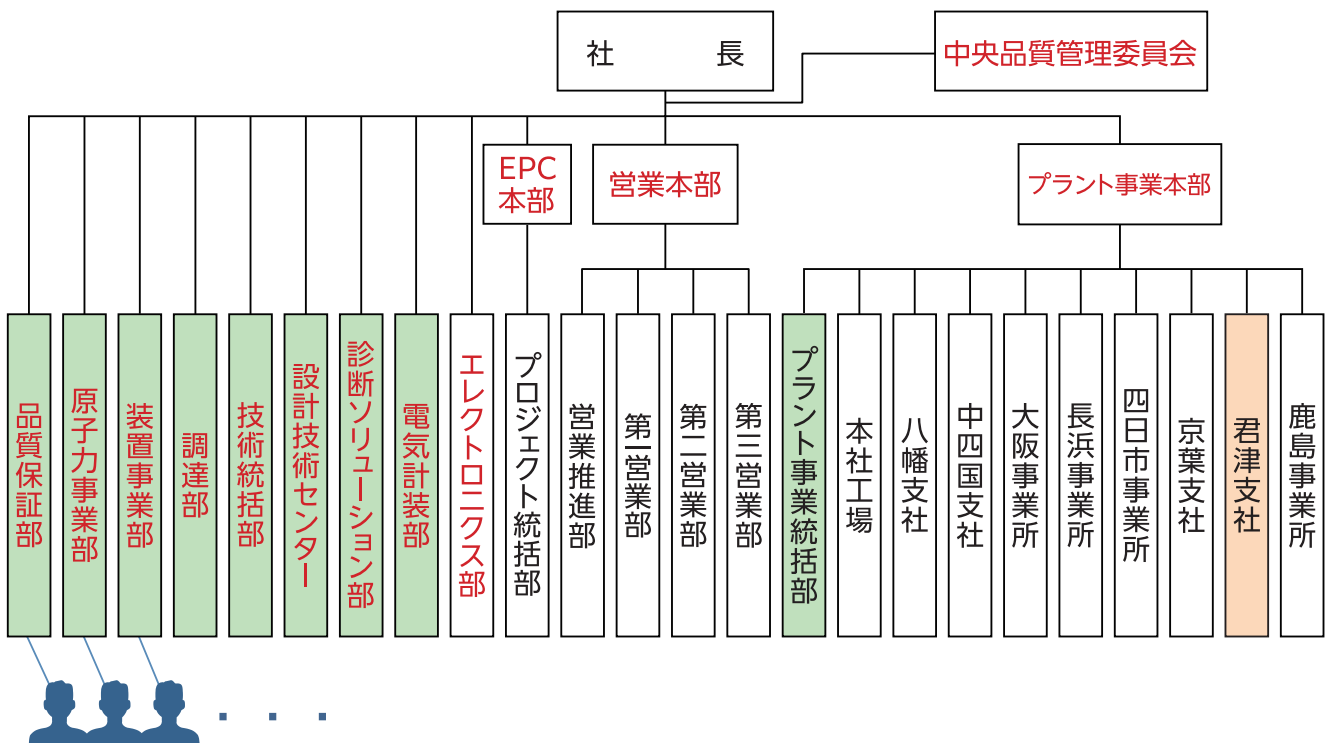 社　　　長
中央品質管理委員会
EPC
本部
営業本部
プラント事業本部
品質保証部
原子力事業部
装置事業部
調達部
技術統括部
設計技術センター
診断ソリューション部
電気計装部
エレクトロニクス部
プロジェクト統括部
営業推進部
第一営業部
第二営業部
第三営業部
プラント事業統括部
本社工場
八幡支社
中四国支社
大阪事業所
長浜事業所
四日市事業所
京葉支社
君津支社
鹿島事業所